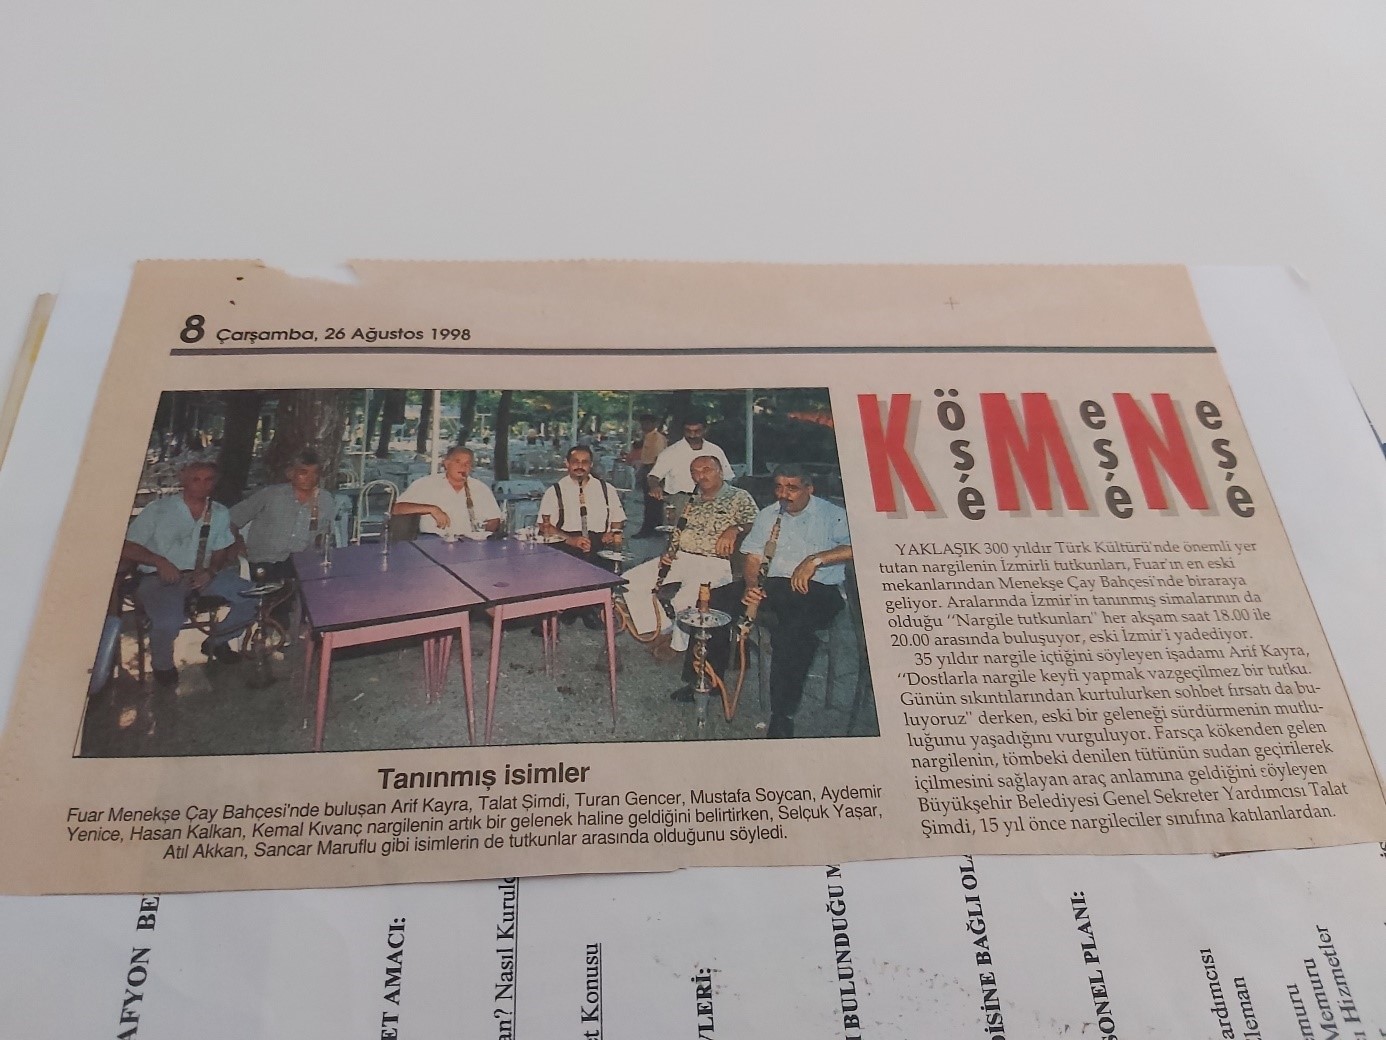 8 Çarşamba, 26 Ağustos 1998
KöşeMeşeNeşe
YAKLAŞIK 300 yıldır Türk Kültürü'nde önemli yer
tutan nargilenin İzmirli tutkunları, Fuar'ın en eski
mekanlarından Menekşe Çay Bahçesi'nde biraraya
geliyor. Aralarında İzmir'in tanınmış simalarının da
olduğu "Nargile tutkunları" her akşam saat 18.00 ile
20.00 arasında buluşuyor, eski İzmir'i yadediyor.
35 yıldır nargile içtiğini söyleyen işadamı Arif Kayra,
"Dostlarla nargile keyfi yapmak vazgeçilmez bir tutku.
Günün sıkıntılarından kurtulurken sohbet fırsatı da bu-
luyoruz" derken, eski bir geleneği sürdürmenin mutlu-
luğunu yaşadığını vurguluyor. Farsça kökenden gelen
nargilenin, tömbeki denilen tütünün sudan geçirilerek
içilmesini sağlayan araç anlamına geldiğini söyleyen
Büyükşehir Belediyesi Genel Sekreter Yardımcısı Talat
Şimdi, 15 yıl önce nargileciler sınıfına katılanlardan.
Tanınmış isimler
Fuar Menekşe Çay Bahçesi'nde buluşan Arif Kayra, Talat Şimdi, Turan Gencer, Mustafa Soycan, Aydemir
Yenice, Hasan Kalkan, Kemal Kıvanç nargilenin artık bir gelenek haline geldiğini belirtirken, Selçuk Yaşar,
Atıl Akkan, Sancar Maruflu gibi isimlerin de tutkunlar arasında olduğunu söyledi.
AFYON BE
ET AMACI:
an? Nasıl Kuruld
et Konusu
VLERİ:
I BULUNDUĞU M
DİSİNE BAĞLI OLA
SONEL PLANI:
ardımcısı
Eleman
emuru
Memuru
ı Hizmetler